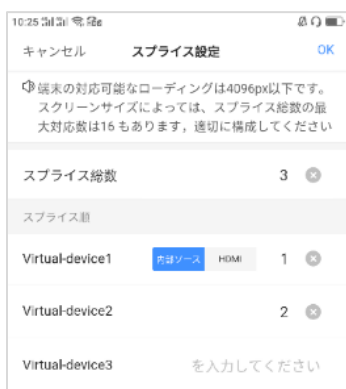 10:25
キャンセル スプライス設定 OK
端末の対応可能なローディングは4096px以下です。
スクリーンサイズによっては、スプライス総数の最
大対応数は16 もあります，適切に構成してください
スプライス総数 3
スプライス順
Virtual-device1 内部ソース HDMI 1
Virtual-device2 2
Virtual-device3 を入力してください